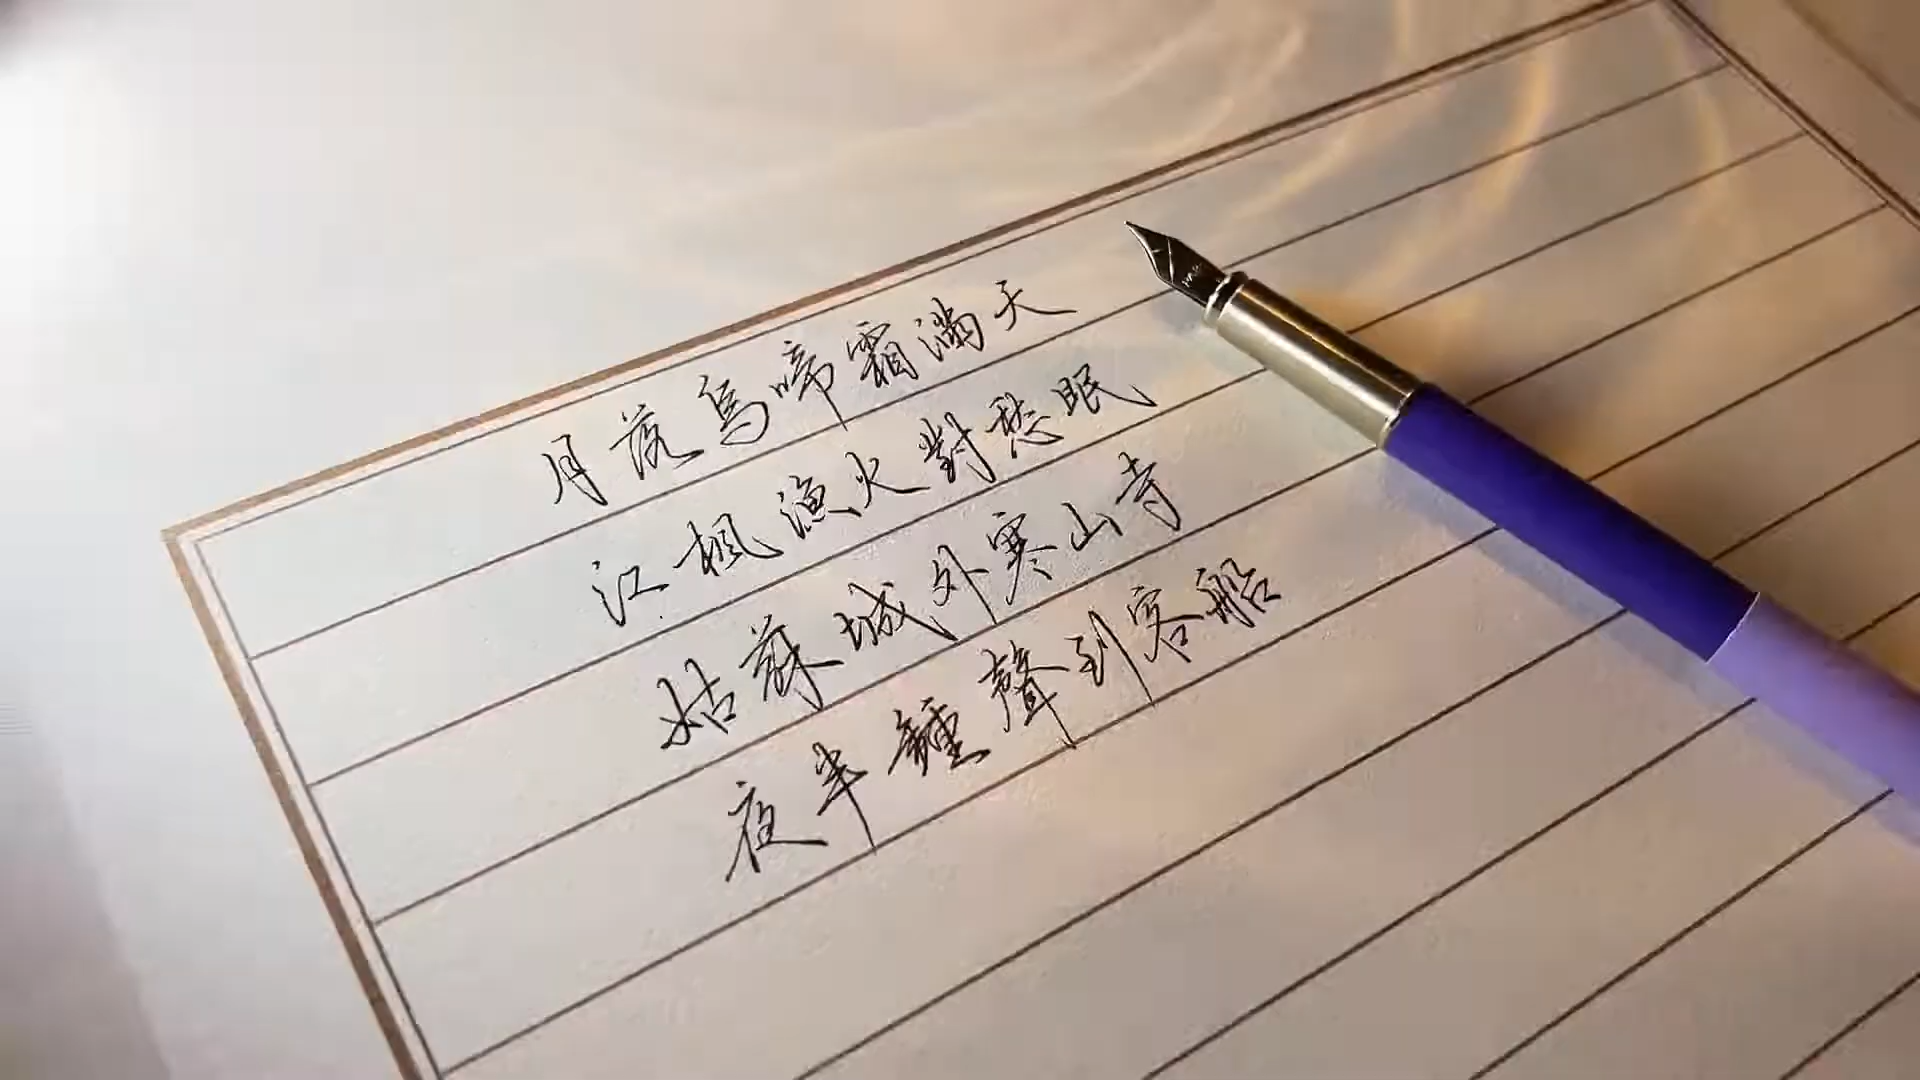 月落烏啼霜滿天
江楓漁火對愁眠
姑蘇城外寒山寺
夜半鐘聲到客船